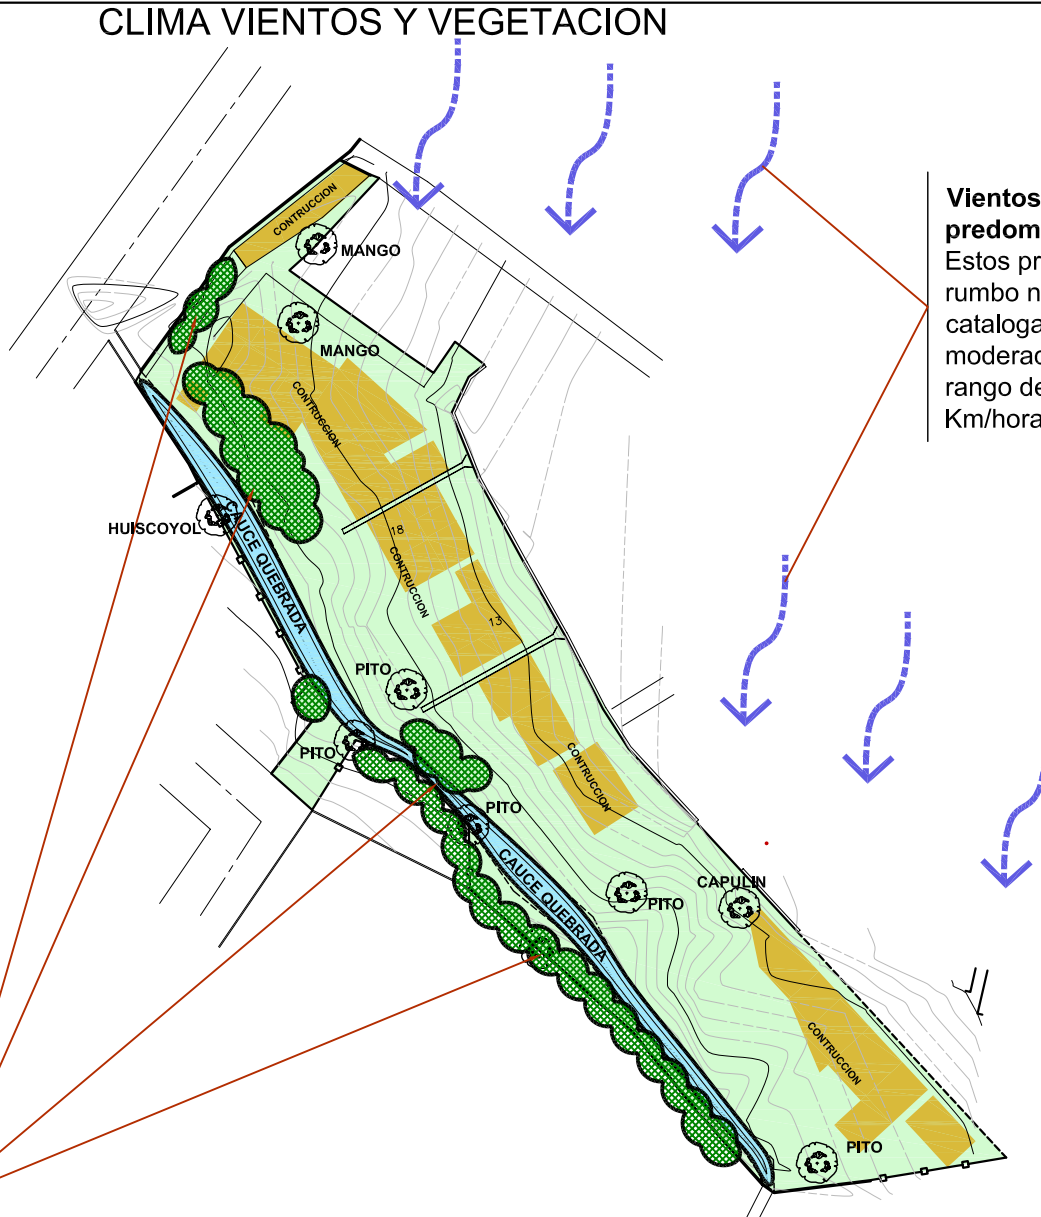 CLIMA VIENTOS Y VEGETACION
Vientos
predom
Estos pr
rumbo n
cataloga
moderac
rango de
Km/hora
CONTRUCCION
MANGO
MANGO
CONTRUCCION
HUISCOYOL
CAUCE QUEBRADA
18
CONTRUCCION
13
PITO
PITO
CONTRUCCION
PITO
CAUCE QUEBRADA
PITO
CAPULIN
CONTRUCCION
PITO